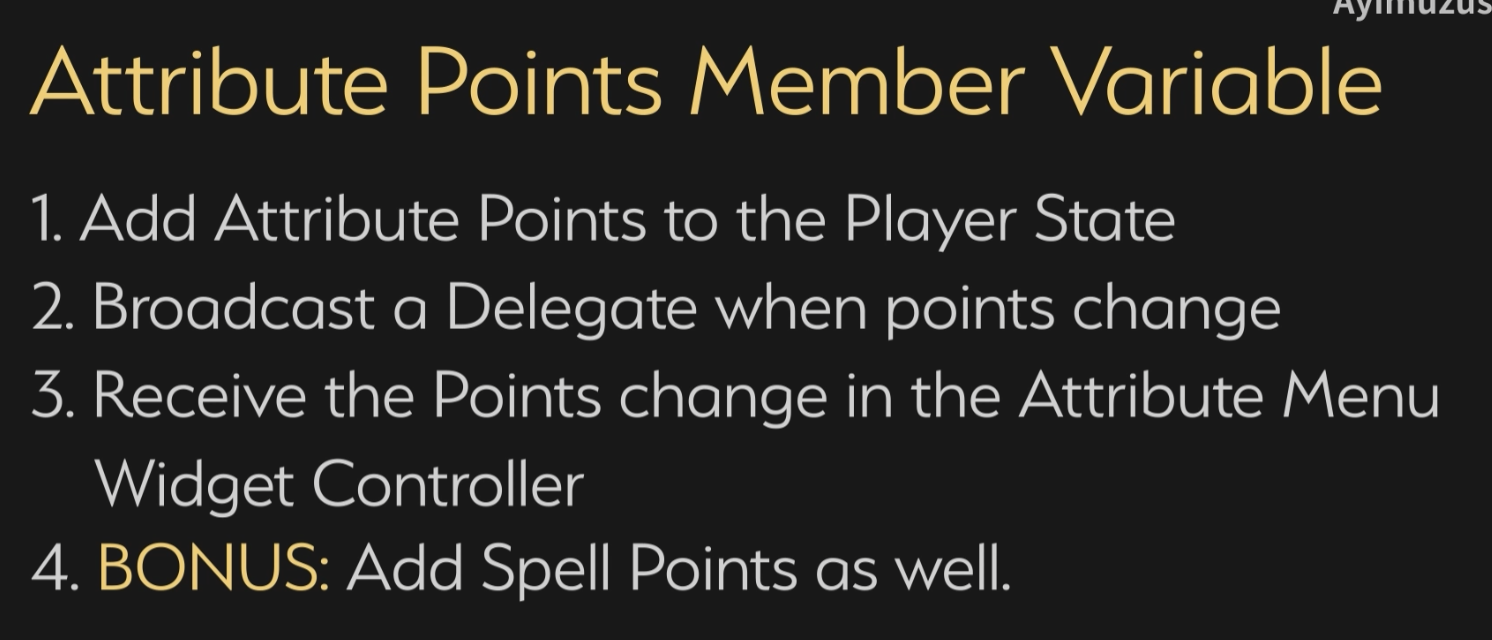 Attribute Points Member Variable
1. Add Attribute Points to the Player State
2. Broadcast a Delegate when points change
3. Receive the Points change in the Attribute Menu
Widget Controller
4. BONUS: Add Spell Points as well.